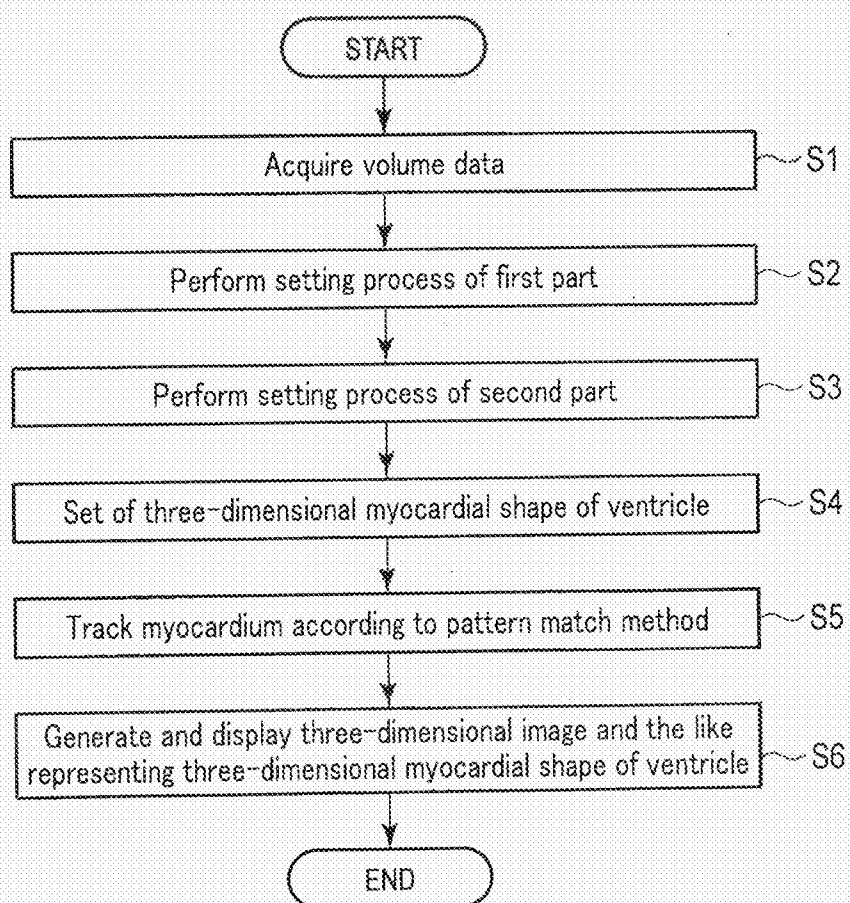 START
Acquire volume data
S1
Perform setting process of first part
S2
Perform setting process of second part
S3
Set of three-dimensional myocardial shape of ventricle
S4
Track myocardium according to pattern match method
S5
Generate and display three-dimensional image and the like
representing three-dimensional myocardial shape of ventricle
S6
END